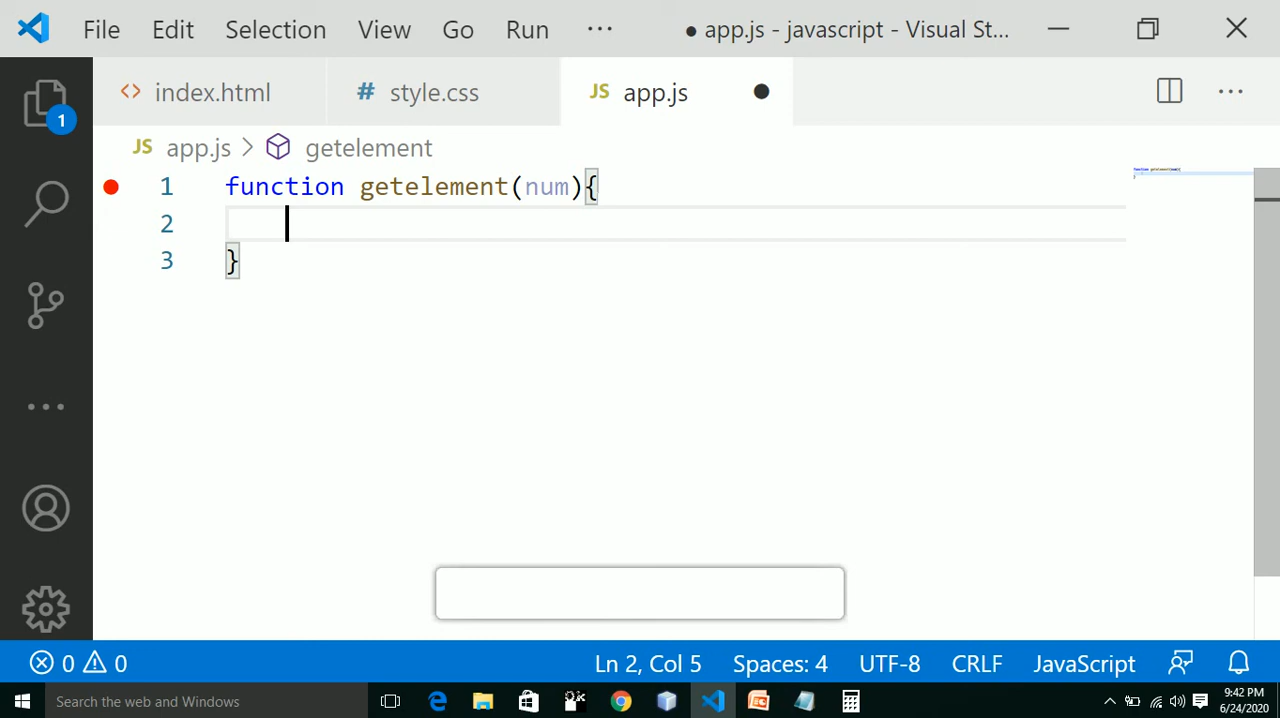 File Edit Selection View Go Run ··· ● app.js - javascript - Visual St...
<> index.html # style.css JS app.js ● ···
1
JS app.js > getelement
1 function getelement(num){
2
3 }
0 0 Ln 2, Col 5 Spaces: 4 UTF-8 CRLF JavaScript
Search the web and Windows
9:42 PM
6/24/2020